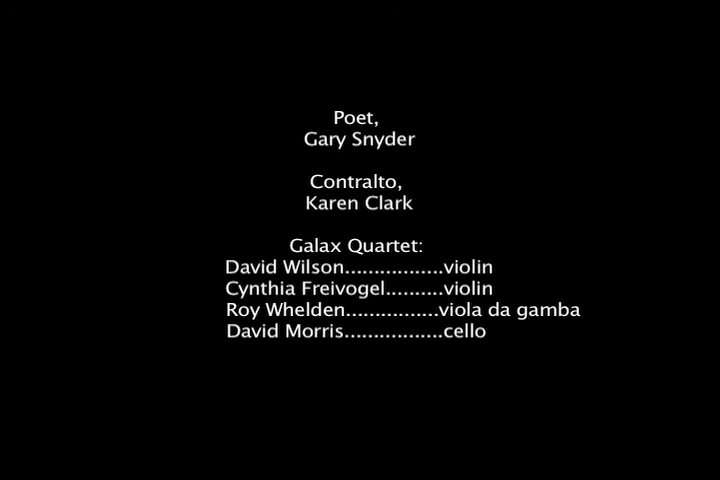 Poet,
Gary Snyder
Contralto,
Karen Clark
Galax Quartet:
David Wilson.................violin
Cynthia Freivogel..........violin
Roy Whelden................viola da gamba
David Morris.................cello